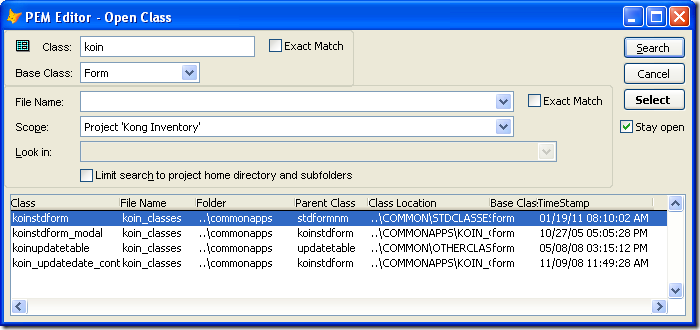 PEM Editor - Open Class
Class: koin Exact Match Search
Base Class: Form Cancel
File Name: Exact Match Select
Scope: Project 'Kong Inventory' Stay open
Look in:
Limit search to project home directory and subfolders
Class File Name Folder Parent Class Class Location Base Clas TimeStamp
koinstdform koin_classes ..\commonapps stdformnm ..\COMMON\STDCLASSES form 01/19/11 08:10:02 AM
koinstdform_modal koin_classes ..\commonapps koinstdform ..\COMMONAPPS\KOIN_ form 10/27/05 05:05:28 PM
koinupdatetable koin_classes ..\commonapps updatetable ..\COMMON\OTHERCLAS form 05/08/08 03:15:12 PM
koin_updatedate_cont koin_classes ..\commonapps koinstdform ..\COMMONAPPS\KOIN_ form 11/09/08 11:49:28 AM